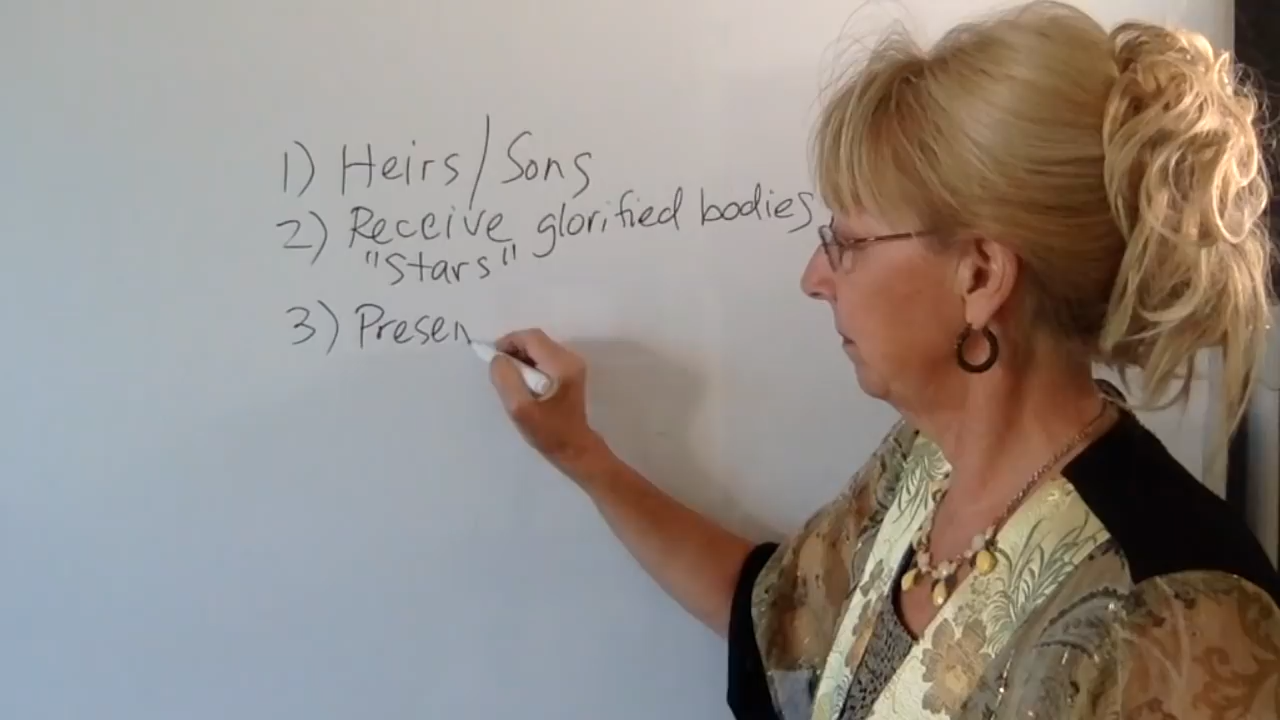 1) Heirs/Sons
2) Receive glorified bodies
"stars"
3) Presen